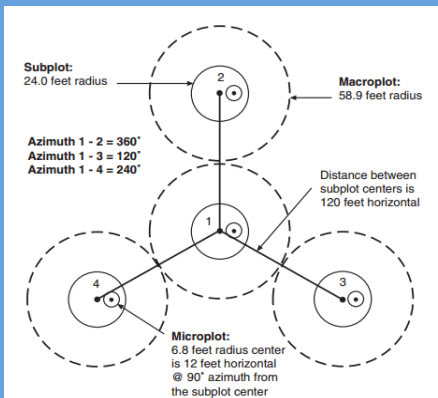 Subplot:
24.0 feet radius
2
Macroplot:
58.9 feet radius
Azimuth 1 - 2 = 360˚
Azimuth 1 - 3 = 120˚
Azimuth 1 - 4 = 240˚
Distance between
subplot centers is
120 feet horizontal
1
4
3
Microplot:
6.8 feet radius center
is 12 feet horizontal
@ 90˚ azimuth from
the subplot center